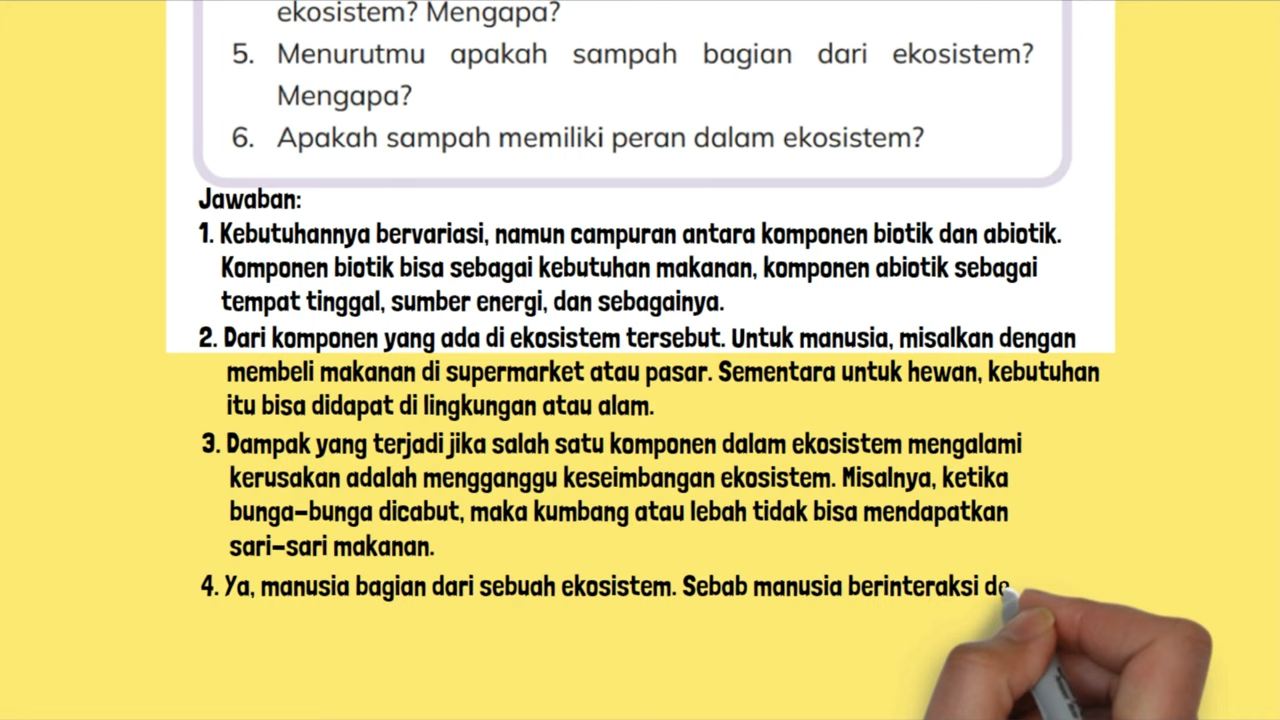 ekosistem? Mengapa?
5. Menurutmu apakah sampah bagian dari ekosistem?
Mengapa?
6. Apakah sampah memiliki peran dalam ekosistem?
Jawaban:
1. Kebutuhannya bervariasi, namun campuran antara komponen biotik dan abiotik.
Komponen biotik bisa sebagai kebutuhan makanan, komponen abiotik sebagai
tempat tinggal, sumber energi, dan sebagainya.
2. Dari komponen yang ada di ekosistem tersebut. Untuk manusia, misalkan dengan
membeli makanan di supermarket atau pasar. Sementara untuk hewan, kebutuhan
itu bisa didapat di lingkungan atau alam.
3. Dampak yang terjadi jika salah satu komponen dalam ekosistem mengalami
kerusakan adalah mengganggu keseimbangan ekosistem. Misalnya, ketika
bunga-bunga dicabut, maka kumbang atau lebah tidak bisa mendapatkan
sari-sari makanan.
4. Ya, manusia bagian dari sebuah ekosistem. Sebab manusia berinteraksi